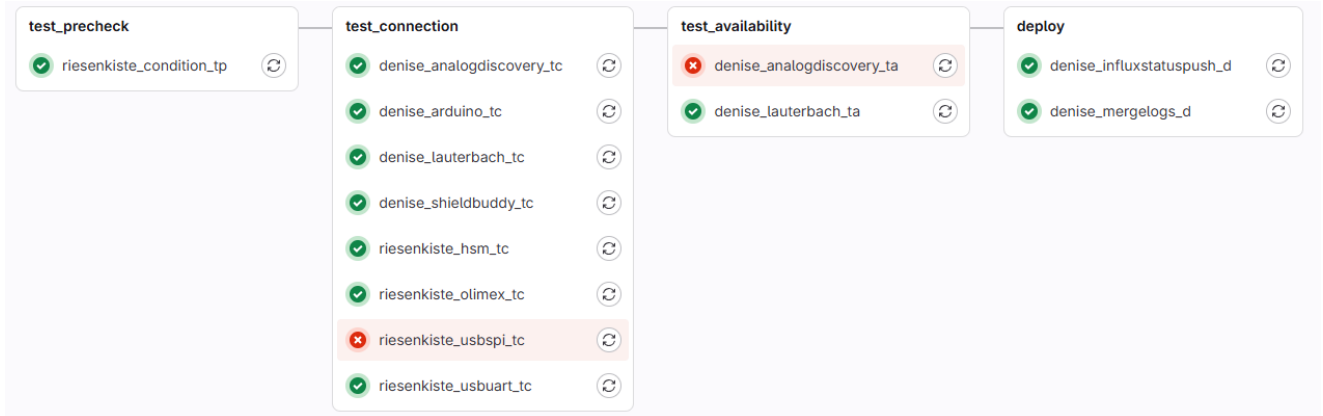 test_precheck
riesenkiste_condition_tp
test_connection
denise_analogdiscovery_tc
denise_arduino_tc
denise_lauterbach_tc
denise_shieldbuddy_tc
riesenkiste_hsm_tc
riesenkiste_olimex_tc
riesenkiste_usbspi_tc
riesenkiste_usbuart_tc
test_availability
denise_analogdiscovery_ta
denise_lauterbach_ta
deploy
denise_influxstatuspush_d
denise_mergelogs_d